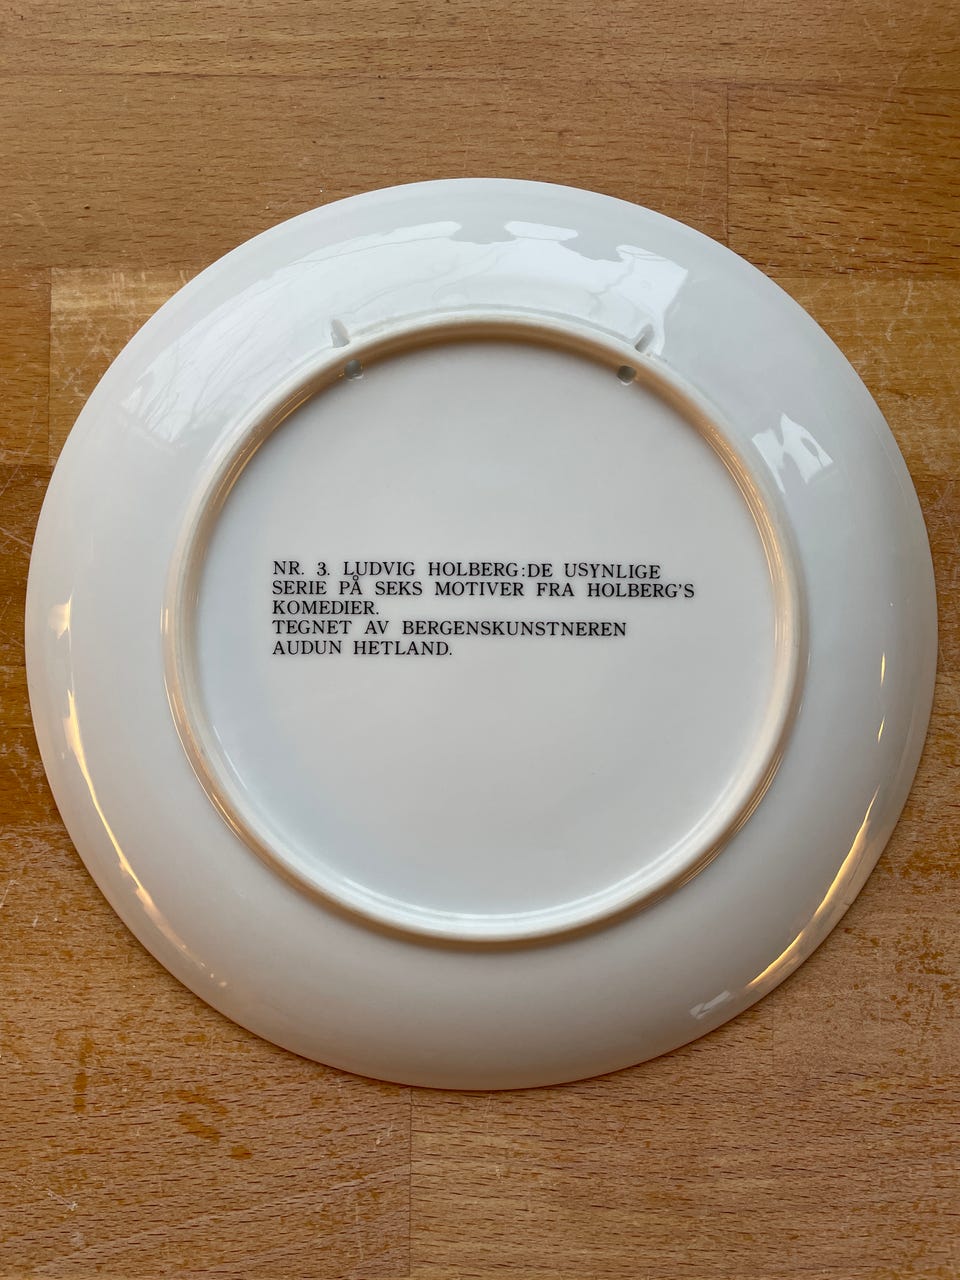 NR. 3. LUDVIG HOLBERG:DE USYNLIGE
SERIE PÅ SEKS MOTIVER FRA HOLBERG'S
KOMEDIER.
TEGNET AV BERGENSKUNSTNEREN
AUDUN HETLAND.